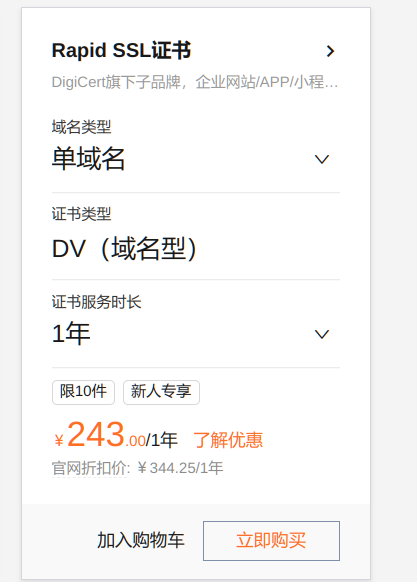 Rapid SSL证书
DigiCert旗下子品牌，企业网站/APP/小程...
域名类型
单域名
证书类型
DV（域名型）
证书服务时长
1年
限10件 新人专享
¥243.00/1年 了解优惠
官网折扣价: ¥344.25/1年
加入购物车 立即购买